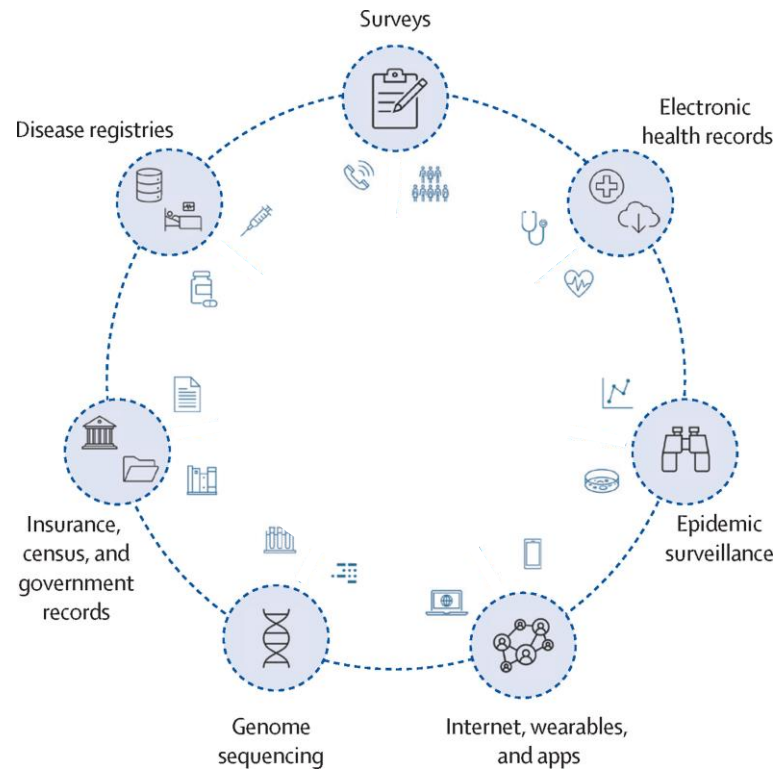 Surveys
Electronic
health records
Disease registries
Epidemic
surveillance
Insurance,
census, and
government
records
Genome
sequencing
Internet, wearables,
and apps